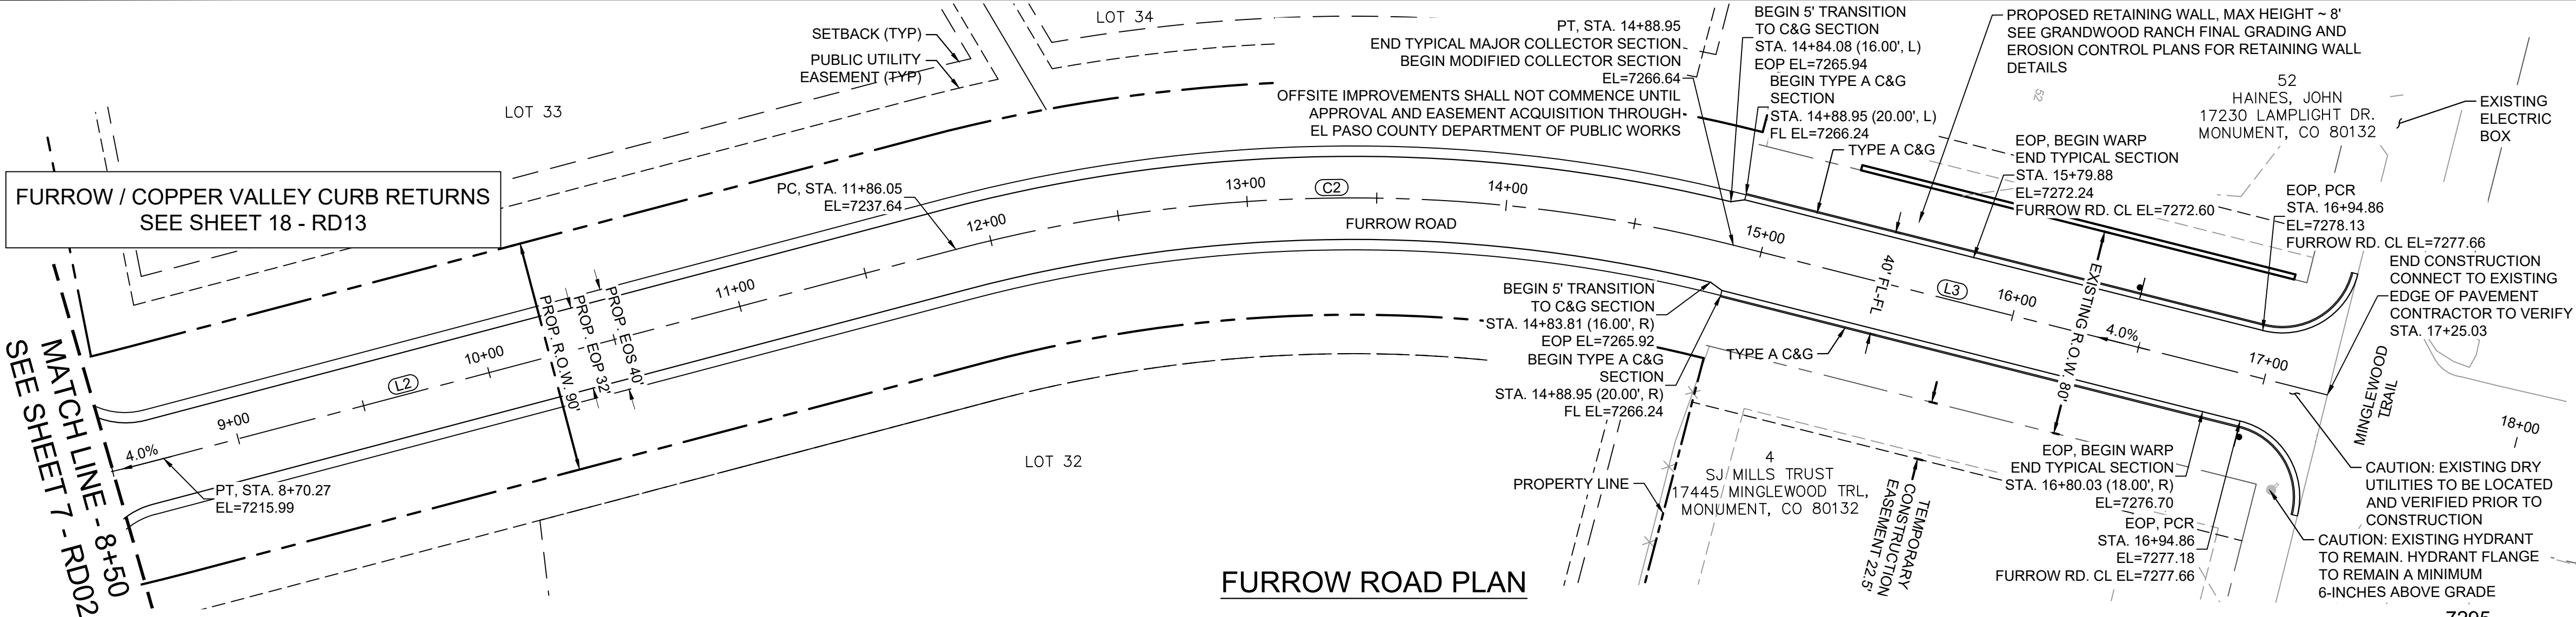 LOT 34
SETBACK (TYP)
PUBLIC UTILITY
EASEMENT (TYP)
LOT 33
FURROW / COPPER VALLEY CURB RETURNS
SEE SHEET 18 - RD13
PC, STA. 11+86.05
EL=7237.64
PT, STA. 14+88.95
END TYPICAL MAJOR COLLECTOR SECTION
BEGIN MODIFIED COLLECTOR SECTION
EL=7266.64
OFFSITE IMPROVEMENTS SHALL NOT COMMENCE UNTIL
APPROVAL AND EASEMENT ACQUISITION THROUGH
EL PASO COUNTY DEPARTMENT OF PUBLIC WORKS
BEGIN 5' TRANSITION
TO C&G SECTION
STA. 14+84.08 (16.00', L)
EOP EL=7265.94
BEGIN TYPE A C&G
SECTION
STA. 14+88.95 (20.00', L)
FL EL=7266.24
TYPE A C&G
PROPOSED RETAINING WALL, MAX HEIGHT ~ 8'
SEE GRANDWOOD RANCH FINAL GRADING AND
EROSION CONTROL PLANS FOR RETAINING WALL
DETAILS
52
52
HAINES, JOHN
17230 LAMPLIGHT DR.
MONUMENT, CO 80132
EXISTING
ELECTRIC
BOX
EOP, BEGIN WARP
END TYPICAL SECTION
STA. 15+79.88
EL=7272.24
FURROW RD. CL EL=7272.60
EOP, PCR
STA. 16+94.86
EL=7278.13
FURROW RD. CL EL=7277.66
END CONSTRUCTION
CONNECT TO EXISTING
EDGE OF PAVEMENT
CONTRACTOR TO VERIFY
STA. 17+25.03
MATCH LINE - 8+50
SEE SHEET 7 - RD02
4.0%
PT, STA. 8+70.27
EL=7215.99
9+00
L2
10+00
PROP. R.O.W. 90'
PROP. EOP 32'
PROP. EOS 40'
11+00
12+00
13+00
C2
14+00
FURROW ROAD
15+00
40' FL-FL
L3
16+00
EXISTING R.O.W. 80'
4.0%
17+00
MINGLEWOOD
TRAIL
18+00
BEGIN 5' TRANSITION
TO C&G SECTION
STA. 14+83.81 (16.00', R)
EOP EL=7265.92
BEGIN TYPE A C&G
SECTION
STA. 14+88.95 (20.00', R)
FL EL=7266.24
TYPE A C&G
LOT 32
PROPERTY LINE
4
SJ MILLS TRUST
17445 MINGLEWOOD TRL,
MONUMENT, CO 80132
TEMPORARY
CONSTRUCTION
EASEMENT 22.5'
EOP, BEGIN WARP
END TYPICAL SECTION
STA. 16+80.03 (18.00', R)
EL=7276.70
EOP, PCR
STA. 16+94.86
EL=7277.18
FURROW RD. CL EL=7277.66
CAUTION: EXISTING DRY
UTILITIES TO BE LOCATED
AND VERIFIED PRIOR TO
CONSTRUCTION
CAUTION: EXISTING HYDRANT
TO REMAIN. HYDRANT FLANGE
TO REMAIN A MINIMUM
6-INCHES ABOVE GRADE
FURROW ROAD PLAN